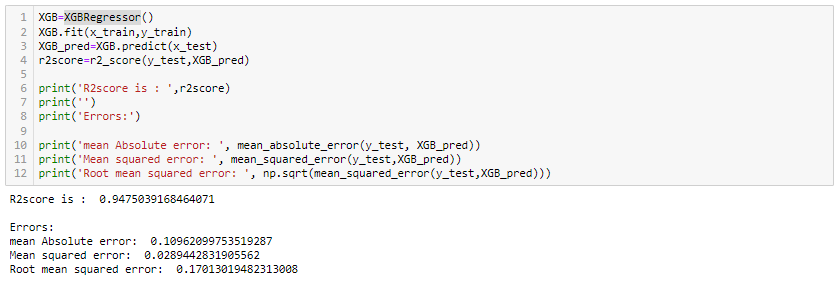 1 XGB=XGBRegressor()
2 XGB.fit(x_train,y_train)
3 XGB_pred=XGB.predict(x_test)
4 r2score=r2_score(y_test,XGB_pred)
5
6 print('R2score is : ',r2score)
7 print('')
8 print('Errors:')
9
10 print('mean Absolute error: ', mean_absolute_error(y_test, XGB_pred))
11 print('Mean squared error: ', mean_squared_error(y_test,XGB_pred))
12 print('Root mean squared error: ', np.sqrt(mean_squared_error(y_test,XGB_pred)))
R2score is :  0.9475039168464071
Errors:
mean Absolute error:  0.10962099753519287
Mean squared error:  0.0289442831905562
Root mean squared error:  0.17013019482313008